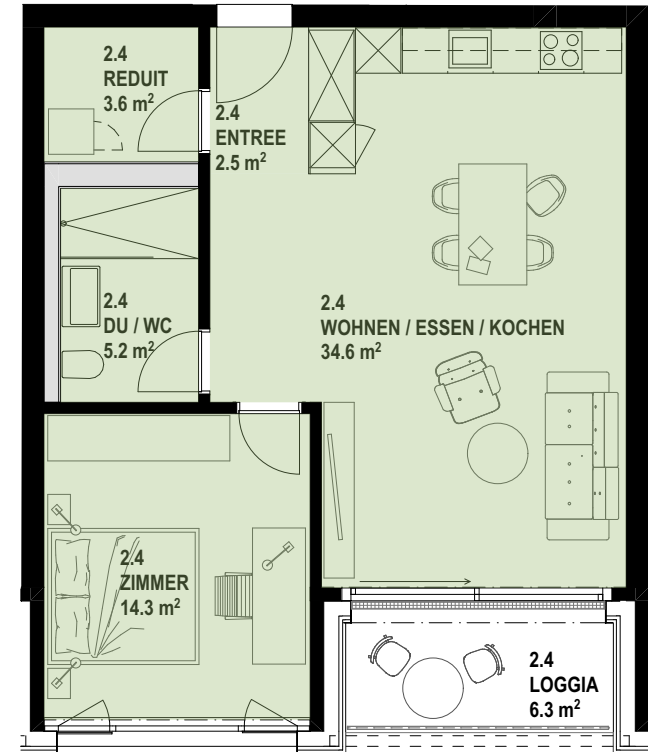 2.4
REDUIT
3.6 m²
2.4
ENTREE
2.5 m²
2.4
DU / WC
5.2 m²
2.4
WOHNEN / ESSEN / KOCHEN
34.6 m²
2.4
ZIMMER
14.3 m²
2.4
LOGGIA
6.3 m²